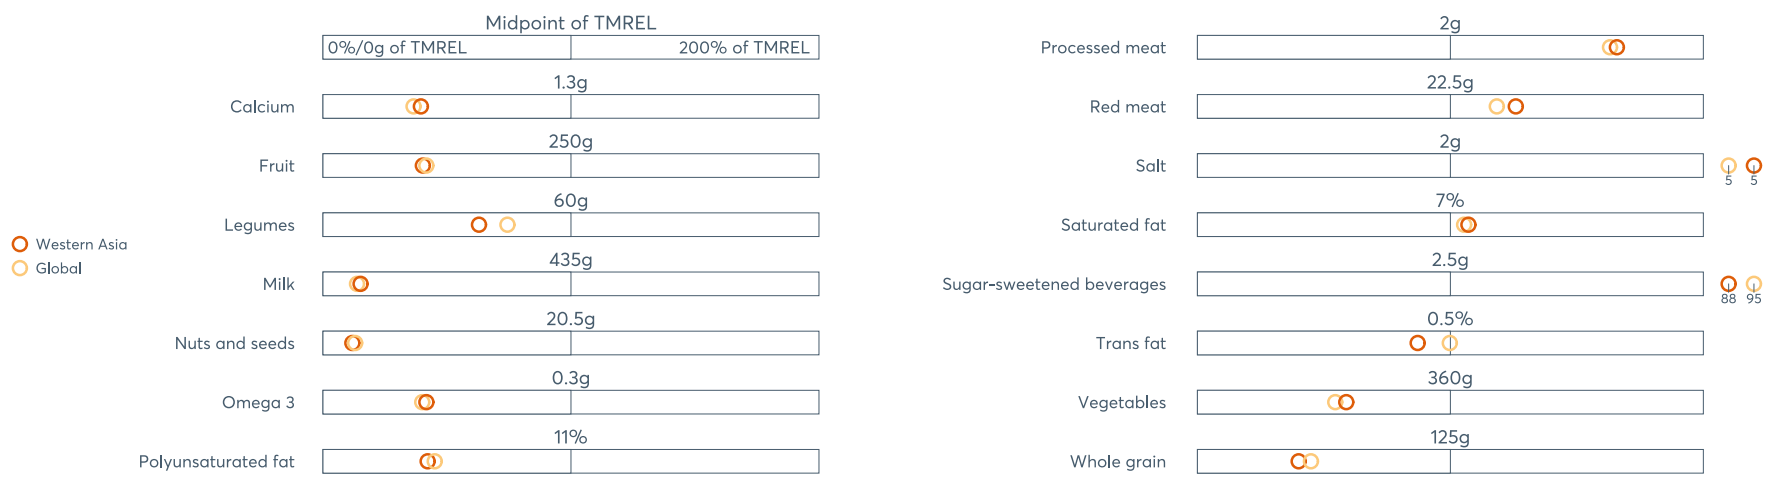 Midpoint of TMREL
0%/0g of TMREL 200% of TMREL
1.3g
Calcium
250g
Fruit
60g
Legumes
435g
Milk
20.5g
Nuts and seeds
0.3g
Omega 3
11%
Polyunsaturated fat
Western Asia
Global
2g
Processed meat
22.5g
Red meat
2g
Salt
5 5
7%
Saturated fat
2.5g
Sugar-sweetened beverages
88 95
0.5%
Trans fat
360g
Vegetables
125g
Whole grain